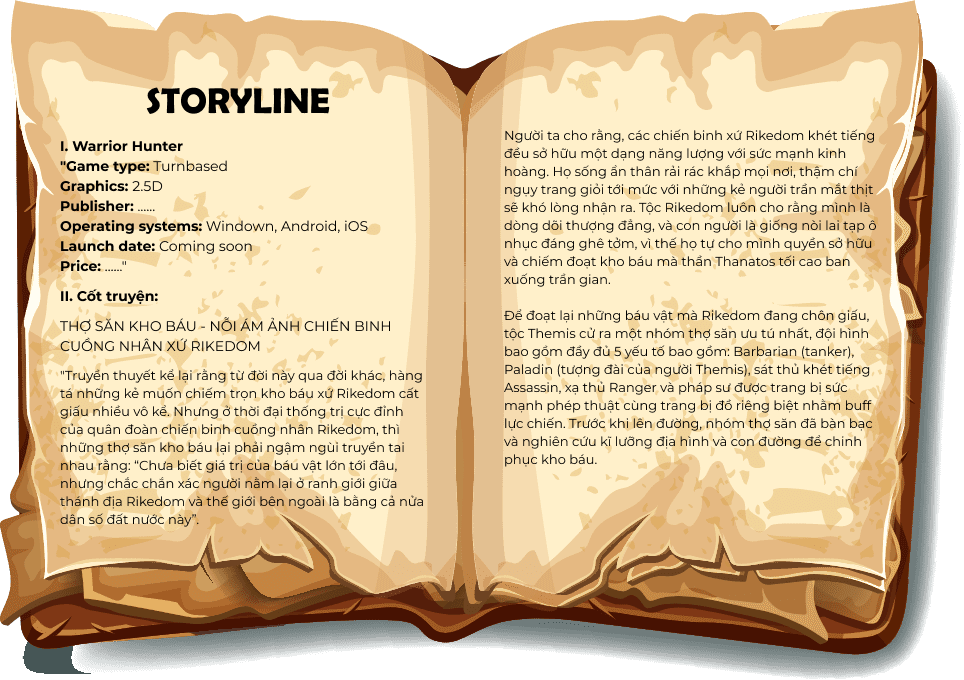 STORYLINE
I. Warrior Hunter
"Game type: Turnbased
Graphics: 2.5D
Publisher: ......
Operating systems: Windown, Android, iOS
Launch date: Coming soon
Price: ......"
II. Cốt truyện:
THỢ SĂN KHO BÁU - NỖI ÁM ẢNH CHIẾN BINH
CUỒNG NHÂN XỨ RIKEDOM
"Truyền thuyết kể lại rằng từ đời này qua đời khác, hàng
tá những kẻ muốn chiếm trọn kho báu xứ Rikedom cất
giấu nhiều vô kể. Nhưng ở thời đại thống trị cực đỉnh
của quân đoàn chiến binh cuồng nhân Rikedom, thì
những thợ săn kho báu lại phải ngậm ngùi truyền tai
nhau rằng: “Chưa biết giá trị của báu vật lớn tới đâu,
nhưng chắc chắn xác người nằm lại ở ranh giới giữa
thánh địa Rikedom và thế giới bên ngoài là bằng cả nửa
dân số đất nước này”.
Người ta cho rằng, các chiến binh xứ Rikedom khét tiếng
đều sở hữu một dạng năng lượng với sức mạnh kinh
hoàng. Họ sống ẩn thân rải rác khắp mọi nơi, thậm chí
ngụy trang giỏi tới mức với những kẻ người trần mắt thịt
sẽ khó lòng nhận ra. Tộc Rikedom luôn cho rằng mình là
dòng dõi thượng đẳng, và con người là giống nòi lai tạp ô
nhục đáng ghê tởm, vì thế họ tự cho mình quyền sở hữu
và chiếm đoạt kho báu mà thần Thanatos tối cao ban
xuống trần gian.
Để đoạt lại những báu vật mà Rikedom đang chôn giấu,
tộc Themis cử ra một nhóm thợ săn ưu tú nhất, đội hình
bao gồm đầy đủ 5 yếu tố bao gồm: Barbarian (tanker),
Paladin (tượng đài của người Themis), sát thủ khét tiếng
Assassin, xạ thủ Ranger và pháp sư được trang bị sức
mạnh phép thuật cùng trang bị đồ riêng biệt nhằm buff
lực chiến. Trước khi lên đường, nhóm thợ săn đã bàn bạc
và nghiên cứu kĩ lưỡng địa hình và con đường để chinh
phục kho báu.